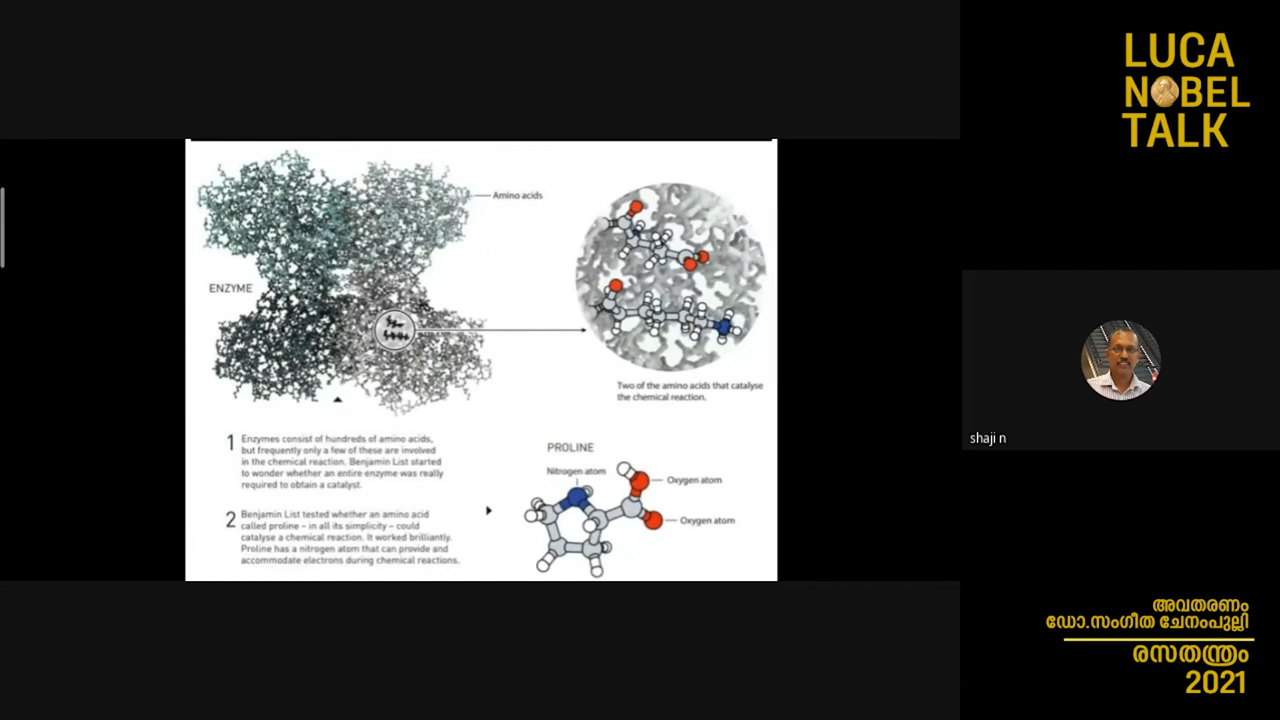 LUCA
NOBEL
TALK
Amino acids
ENZYME
Two of the amino acids that catalyse
the chemical reaction.
1 Enzymes consist of hundreds of amino acids,
but frequently only a few of these are involved
in the chemical reaction. Benjamin List started
to wonder whether an entire enzyme was really
required to obtain a catalyst.
2 Benjamin List tested whether an amino acid
called proline – in all its simplicity – could
catalyse a chemical reaction. It worked brilliantly.
Proline has a nitrogen atom that can provide and
accommodate electrons during chemical reactions.
PROLINE
Nitrogen atom
Oxygen atom
Oxygen atom
shaji n
അവതരണം
ഡോ.സംഗീത ചേനംപുല്ലി
രസതന്ത്രം
2021